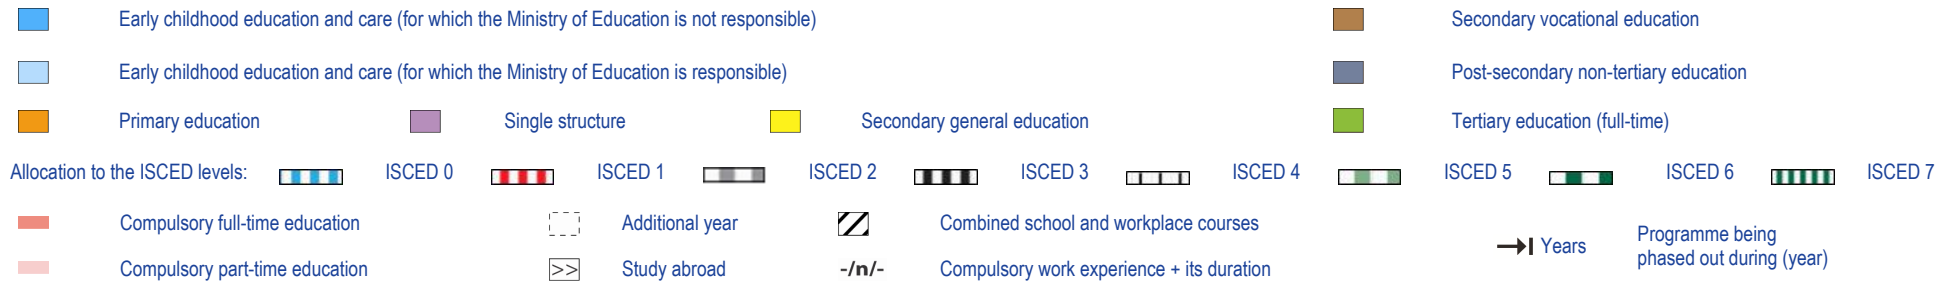 Early childhood education and care (for which the Ministry of Education is not responsible) Secondary vocational education
Early childhood education and care (for which the Ministry of Education is responsible) Post-secondary non-tertiary education
Primary education Single structure Secondary general education Tertiary education (full-time)
Allocation to the ISCED levels: ISCED 0 ISCED 1 ISCED 2 ISCED 3 ISCED 4 ISCED 5 ISCED 6 ISCED 7
Compulsory full-time education Additional year Combined school and workplace courses
Years Programme being
phased out during (year)
Compulsory part-time education >> Study abroad -/n/- Compulsory work experience + its duration